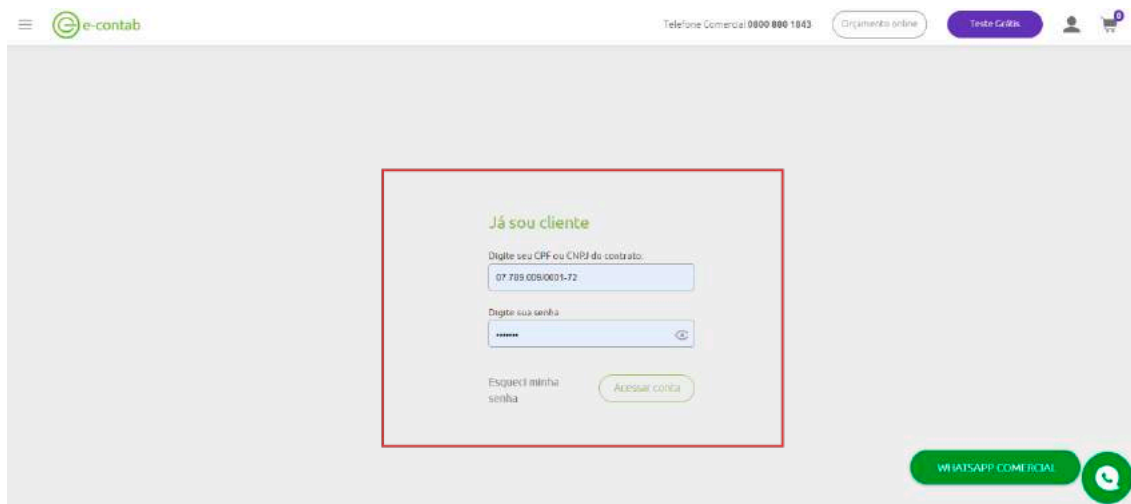 e-contab
Telefone Comercial 0800 880 1843
Orçamento online
Teste Grátis
0
Já sou cliente
Digite seu CPF ou CNPJ do contrato:
07.789.009/0001-72
Digite sua senha
•••••••
Esqueci minha
senha
Acessar conta
WHATSAPP COMERCIAL